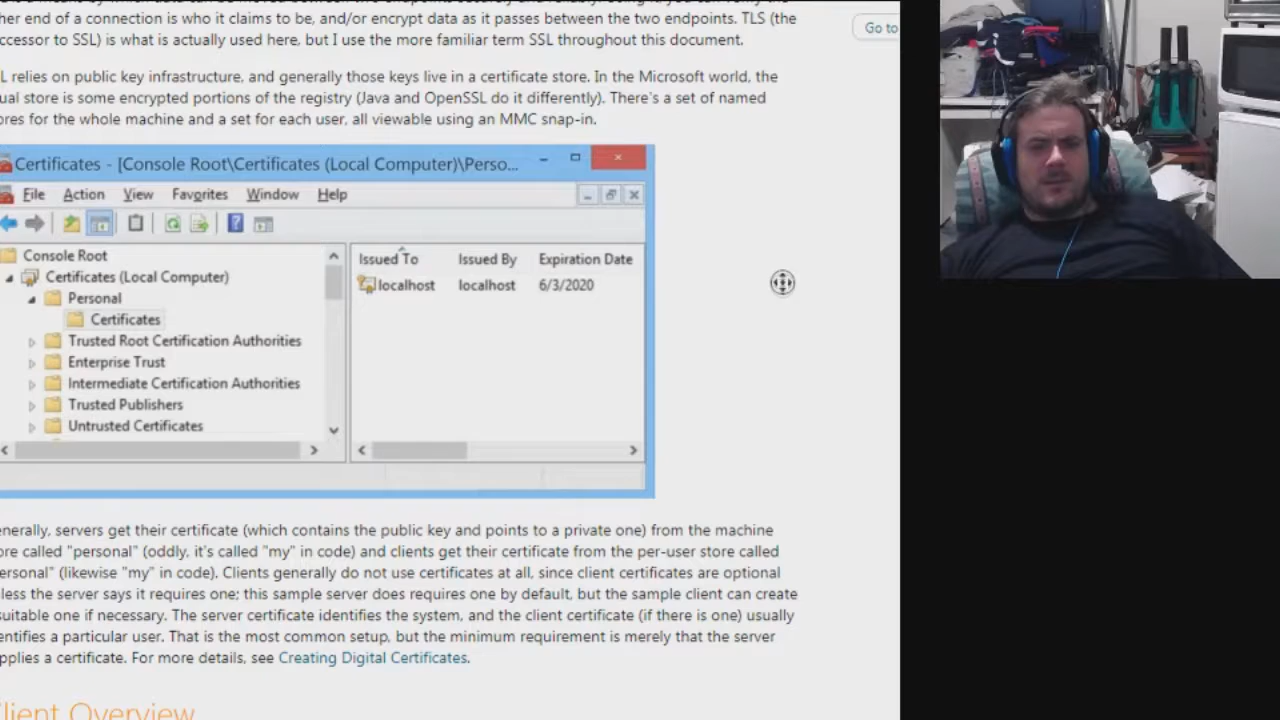 her end of a connection is who it claims to be, and/or encrypt data as it passes between the two endpoints. TLS (the
ccessor to SSL) is what is actually used here, but I use the more familiar term SSL throughout this document.
Go to
L relies on public key infrastructure, and generally those keys live in a certificate store. In the Microsoft world, the
ual store is some encrypted portions of the registry (Java and OpenSSL do it differently). There's a set of named
ores for the whole machine and a set for each user, all viewable using an MMC snap-in.
Certificates - [Console Root\Certificates (Local Computer)\Perso...
File Action View Favorites Window Help
Console Root
Certificates (Local Computer)
Personal
Certificates
Trusted Root Certification Authorities
Enterprise Trust
Intermediate Certification Authorities
Trusted Publishers
Untrusted Certificates
Issued To Issued By Expiration Date
localhost localhost 6/3/2020
enerally, servers get their certificate (which contains the public key and points to a private one) from the machine
ore called "personal" (oddly, it's called "my" in code) and clients get their certificate from the per-user store called
ersonal" (likewise "my" in code). Clients generally do not use certificates at all, since client certificates are optional
less the server says it requires one; this sample server does requires one by default, but the sample client can create
suitable one if necessary. The server certificate identifies the system, and the client certificate (if there is one) usually
entifies a particular user. That is the most common setup, but the minimum requirement is merely that the server
pplies a certificate. For more details, see Creating Digital Certificates.
lient Overview